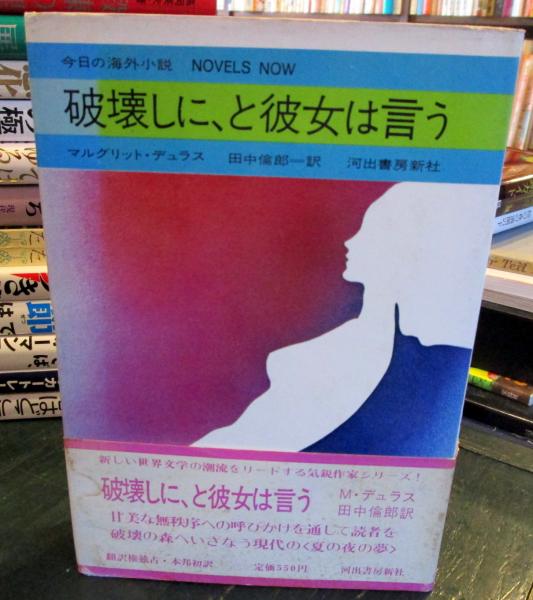 今日の海外小説 NOVELS NOW
破壊しに、と彼女は言う
マルグリット・デュラス 田中倫郎=訳 河出書房新社
新しい世界文学の潮流をリードする気鋭作家シリーズ!
破壊しに、と彼女は言う
M・デュラス
田中倫郎訳
甘美な無秩序への呼びかけを通して読者を
破壊の森へいざなう現代の〈夏の夜の夢〉
翻訳権独占・本邦初訳 定価550円 河出書房新社